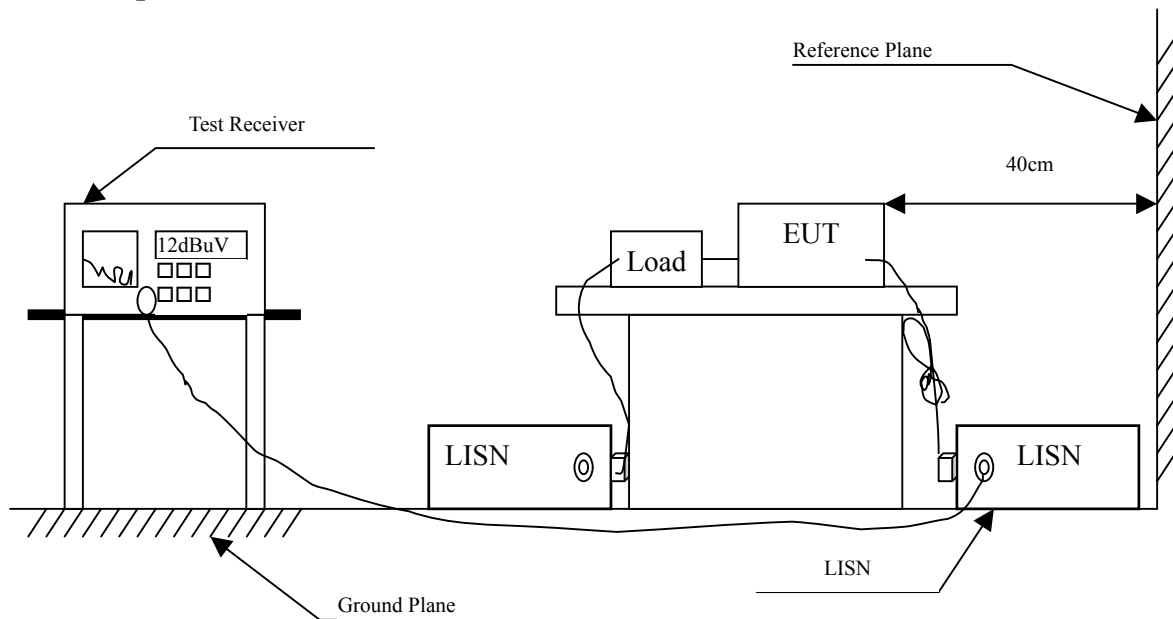 Reference Plane
Test Receiver
40cm
12dBuV
EUT
Load
LISN
LISN
LISN
Ground Plane